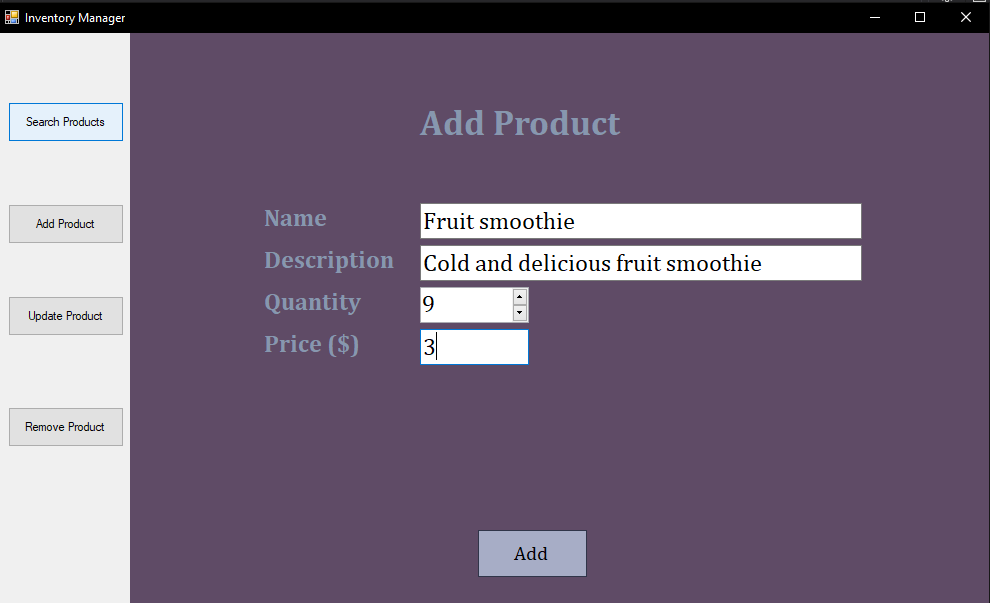 Inventory Manager
Search Products
Add Product
Update Product
Remove Product
Add Product
Name
Fruit smoothie
Description
Cold and delicious fruit smoothie
Quantity
9
Price ($)
3
Add